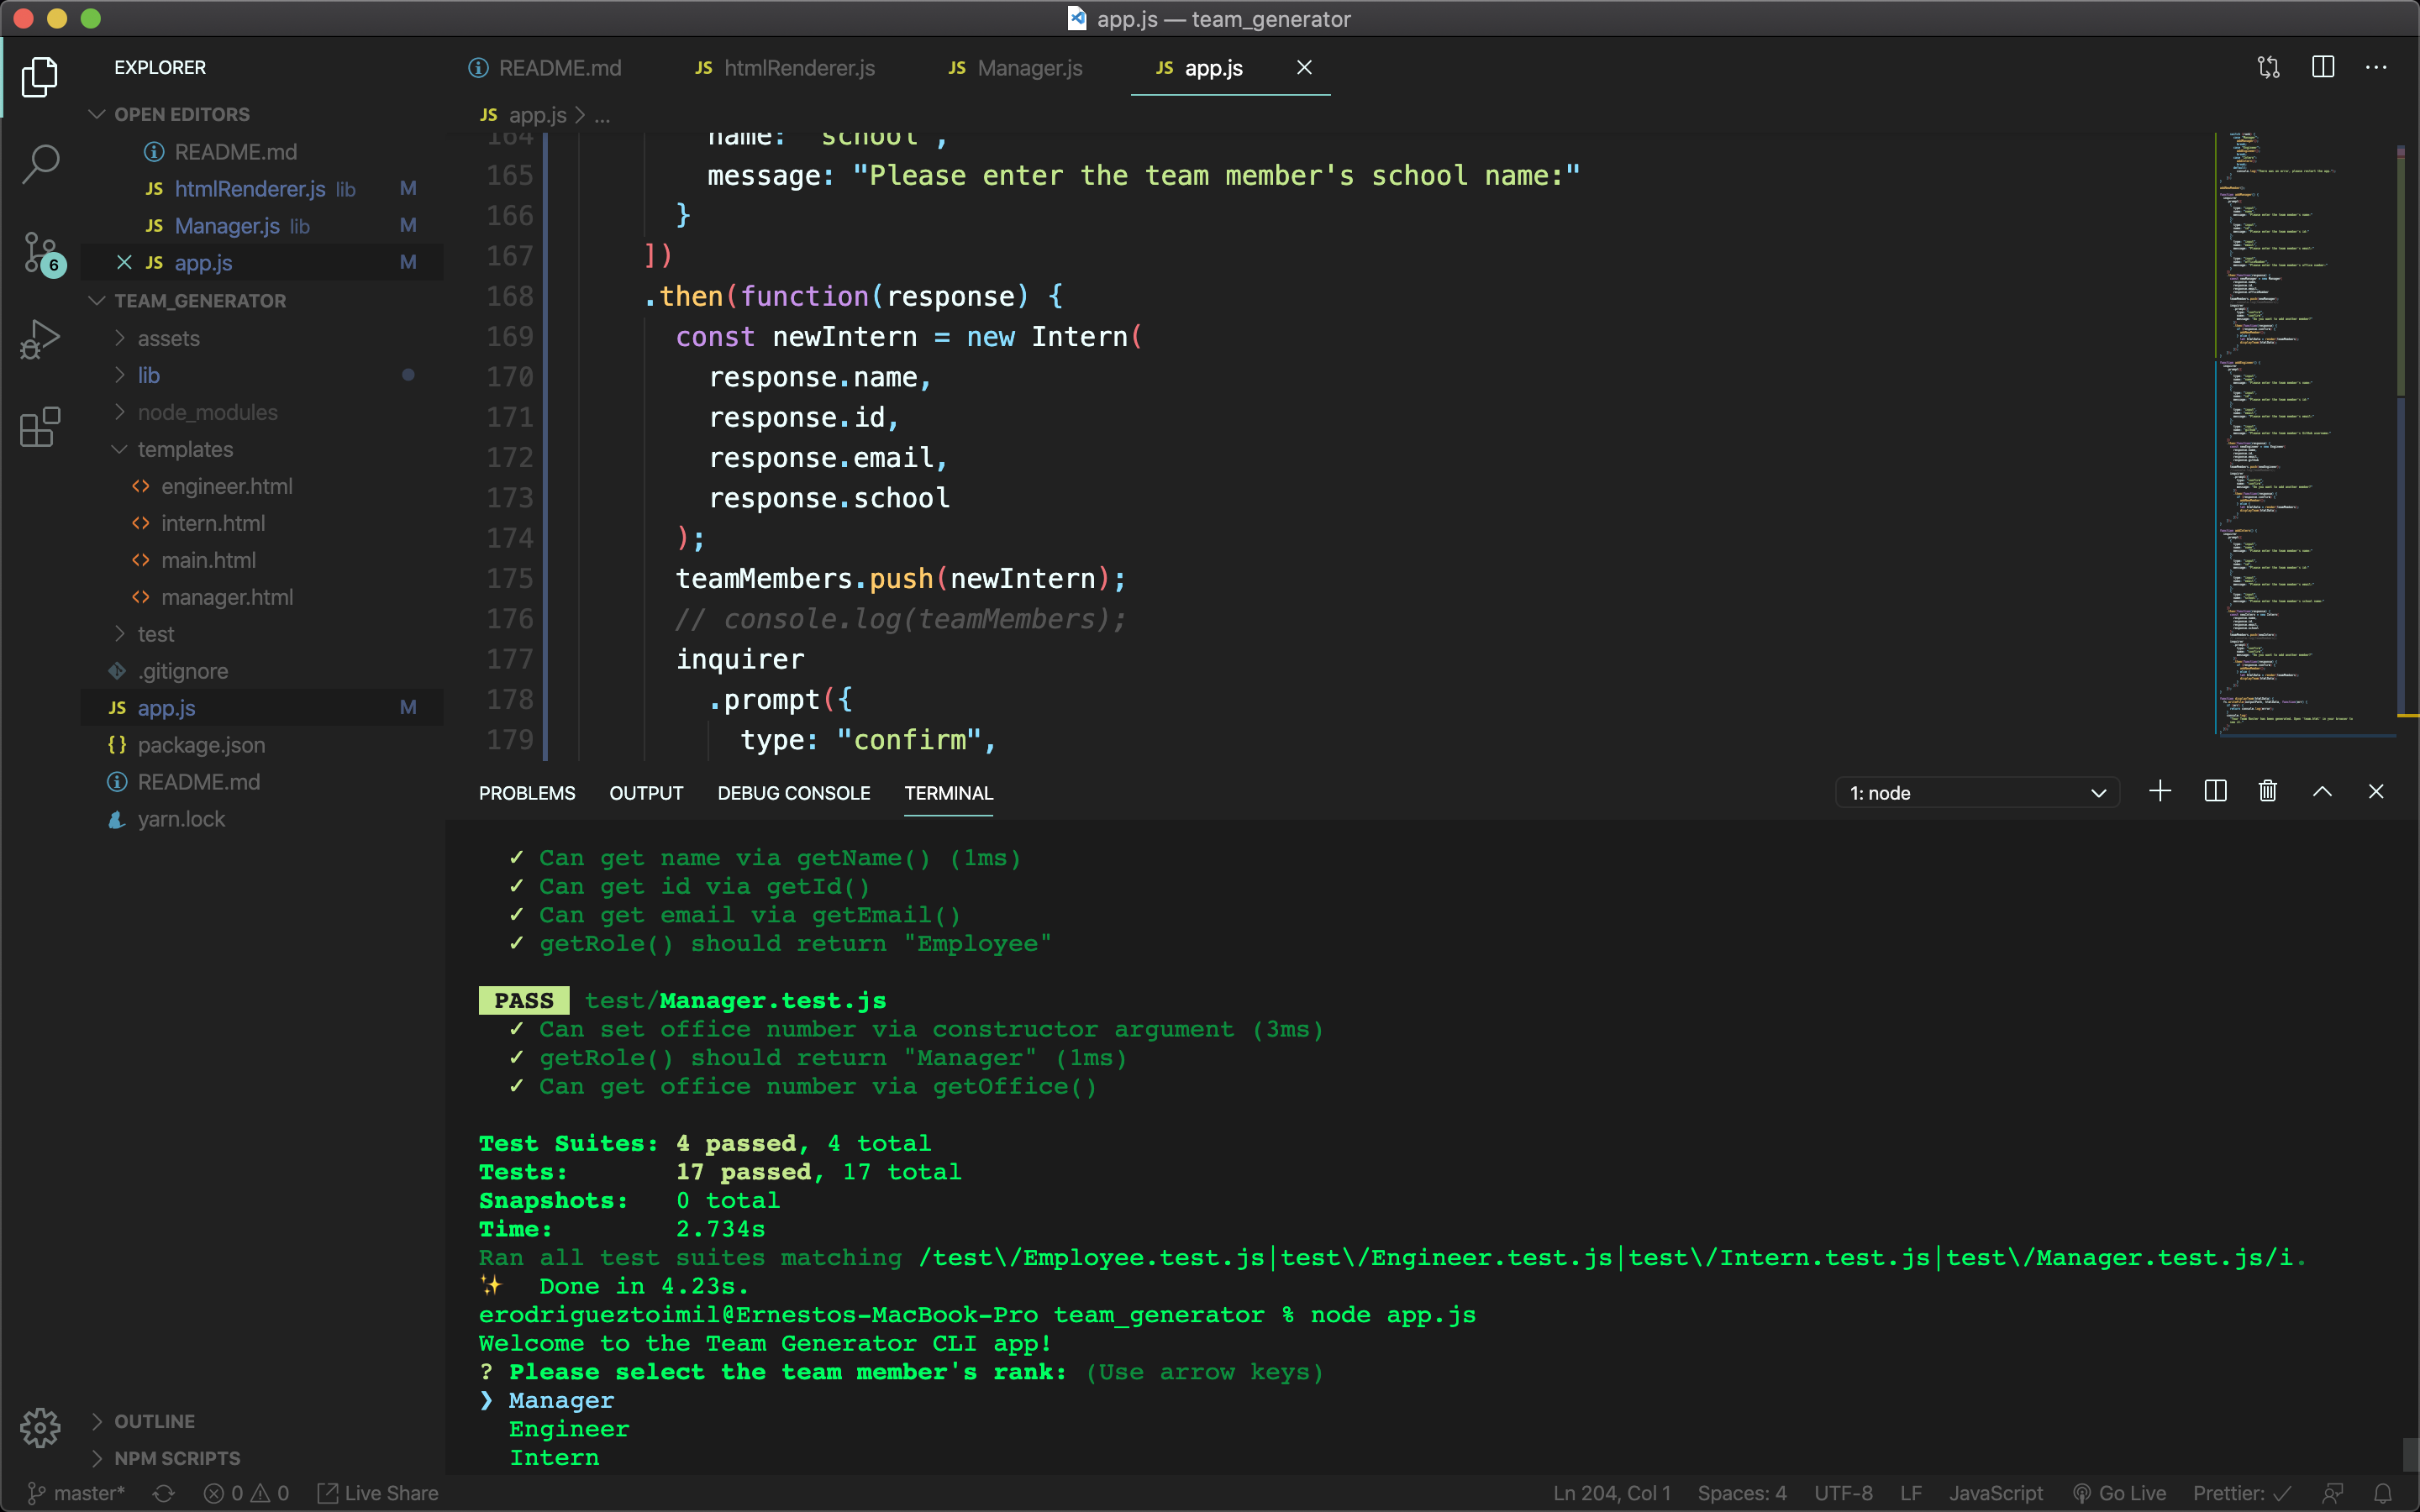 app.js — team_generator
EXPLORER
OPEN EDITORS
README.md
JS htmlRenderer.js lib M
JS Manager.js lib M
JS app.js M
TEAM_GENERATOR
assets
lib
node_modules
templates
engineer.html
intern.html
main.html
manager.html
test
.gitignore
JS app.js M
{} package.json
README.md
yarn.lock
OUTLINE
NPM SCRIPTS
6
README.md JS htmlRenderer.js JS Manager.js JS app.js
JS app.js > ...
164 name: "school",
165 message: "Please enter the team member's school name:"
166 }
167 ])
168 .then(function(response) {
169 const newIntern = new Intern(
170 response.name,
171 response.id,
172 response.email,
173 response.school
174 );
175 teamMembers.push(newIntern);
176 // console.log(teamMembers);
177 inquirer
178 .prompt({
179 type: "confirm",
PROBLEMS OUTPUT DEBUG CONSOLE TERMINAL 1: node
✓ Can get name via getName() (1ms)
✓ Can get id via getId()
✓ Can get email via getEmail()
✓ getRole() should return "Employee"
PASS test/Manager.test.js
✓ Can set office number via constructor argument (3ms)
✓ getRole() should return "Manager" (1ms)
✓ Can get office number via getOffice()
Test Suites: 4 passed, 4 total
Tests: 17 passed, 17 total
Snapshots: 0 total
Time: 2.734s
Ran all test suites matching /test\/Employee.test.js|test\/Engineer.test.js|test\/Intern.test.js|test\/Manager.test.js/i.
✨ Done in 4.23s.
erodrigueztoimil@Ernestos-MacBook-Pro team_generator % node app.js
Welcome to the Team Generator CLI app!
? Please select the team member's rank: (Use arrow keys)
❯ Manager
Engineer
Intern
master* 0 0 Live Share Ln 204, Col 1 Spaces: 4 UTF-8 LF JavaScript Go Live Prettier: ✓